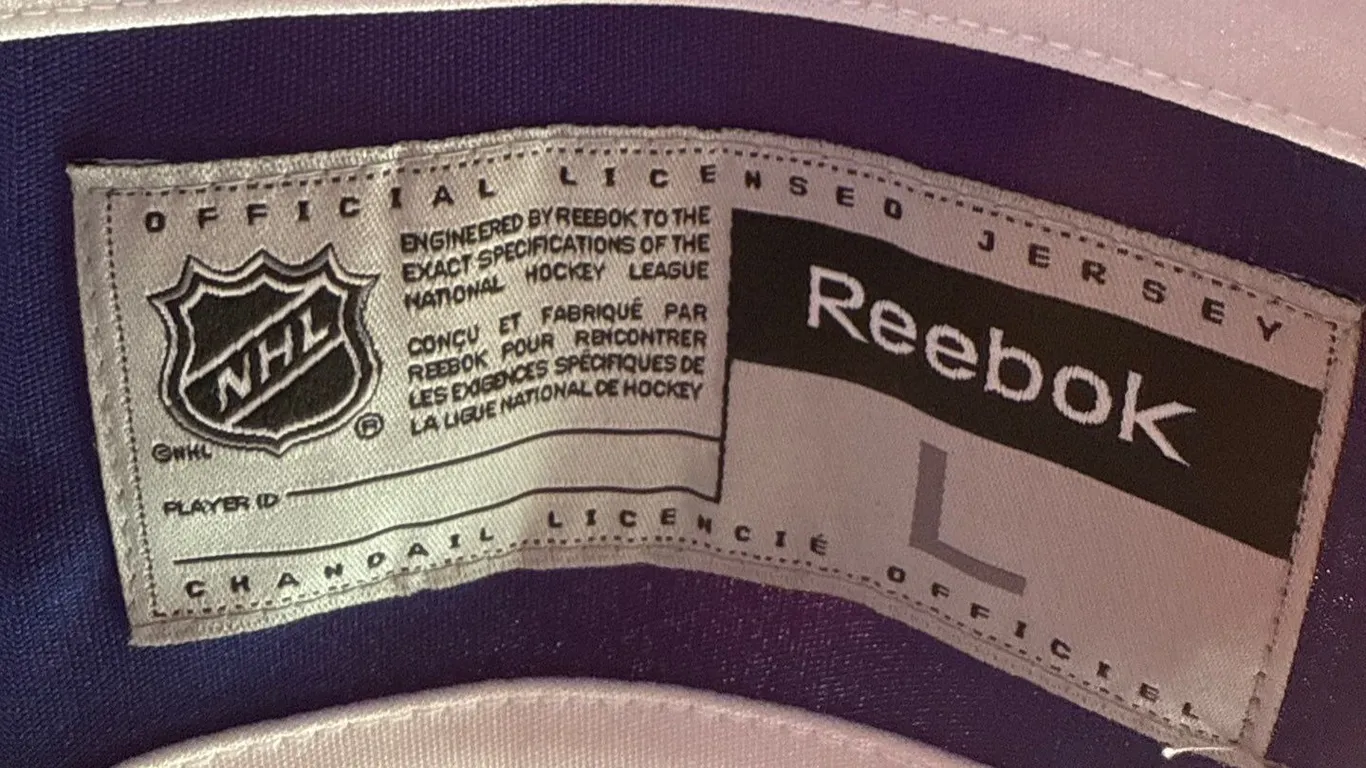 OFFICIAL LICENSED JERSEY
NHL
®
©NHL
ENGINEERED BY REEBOK TO THE
EXACT SPECIFICATIONS OF THE
NATIONAL HOCKEY LEAGUE
CONÇU ET FABRIQUÉ PAR
REEBOK POUR RENCONTRER
LES EXIGENCES SPÉCIFIQUES DE
LA LIGUE NATIONAL DE HOCKEY
PLAYER ID
Reebok
L
CHANDAIL LICENCIÉ OFFICIEL